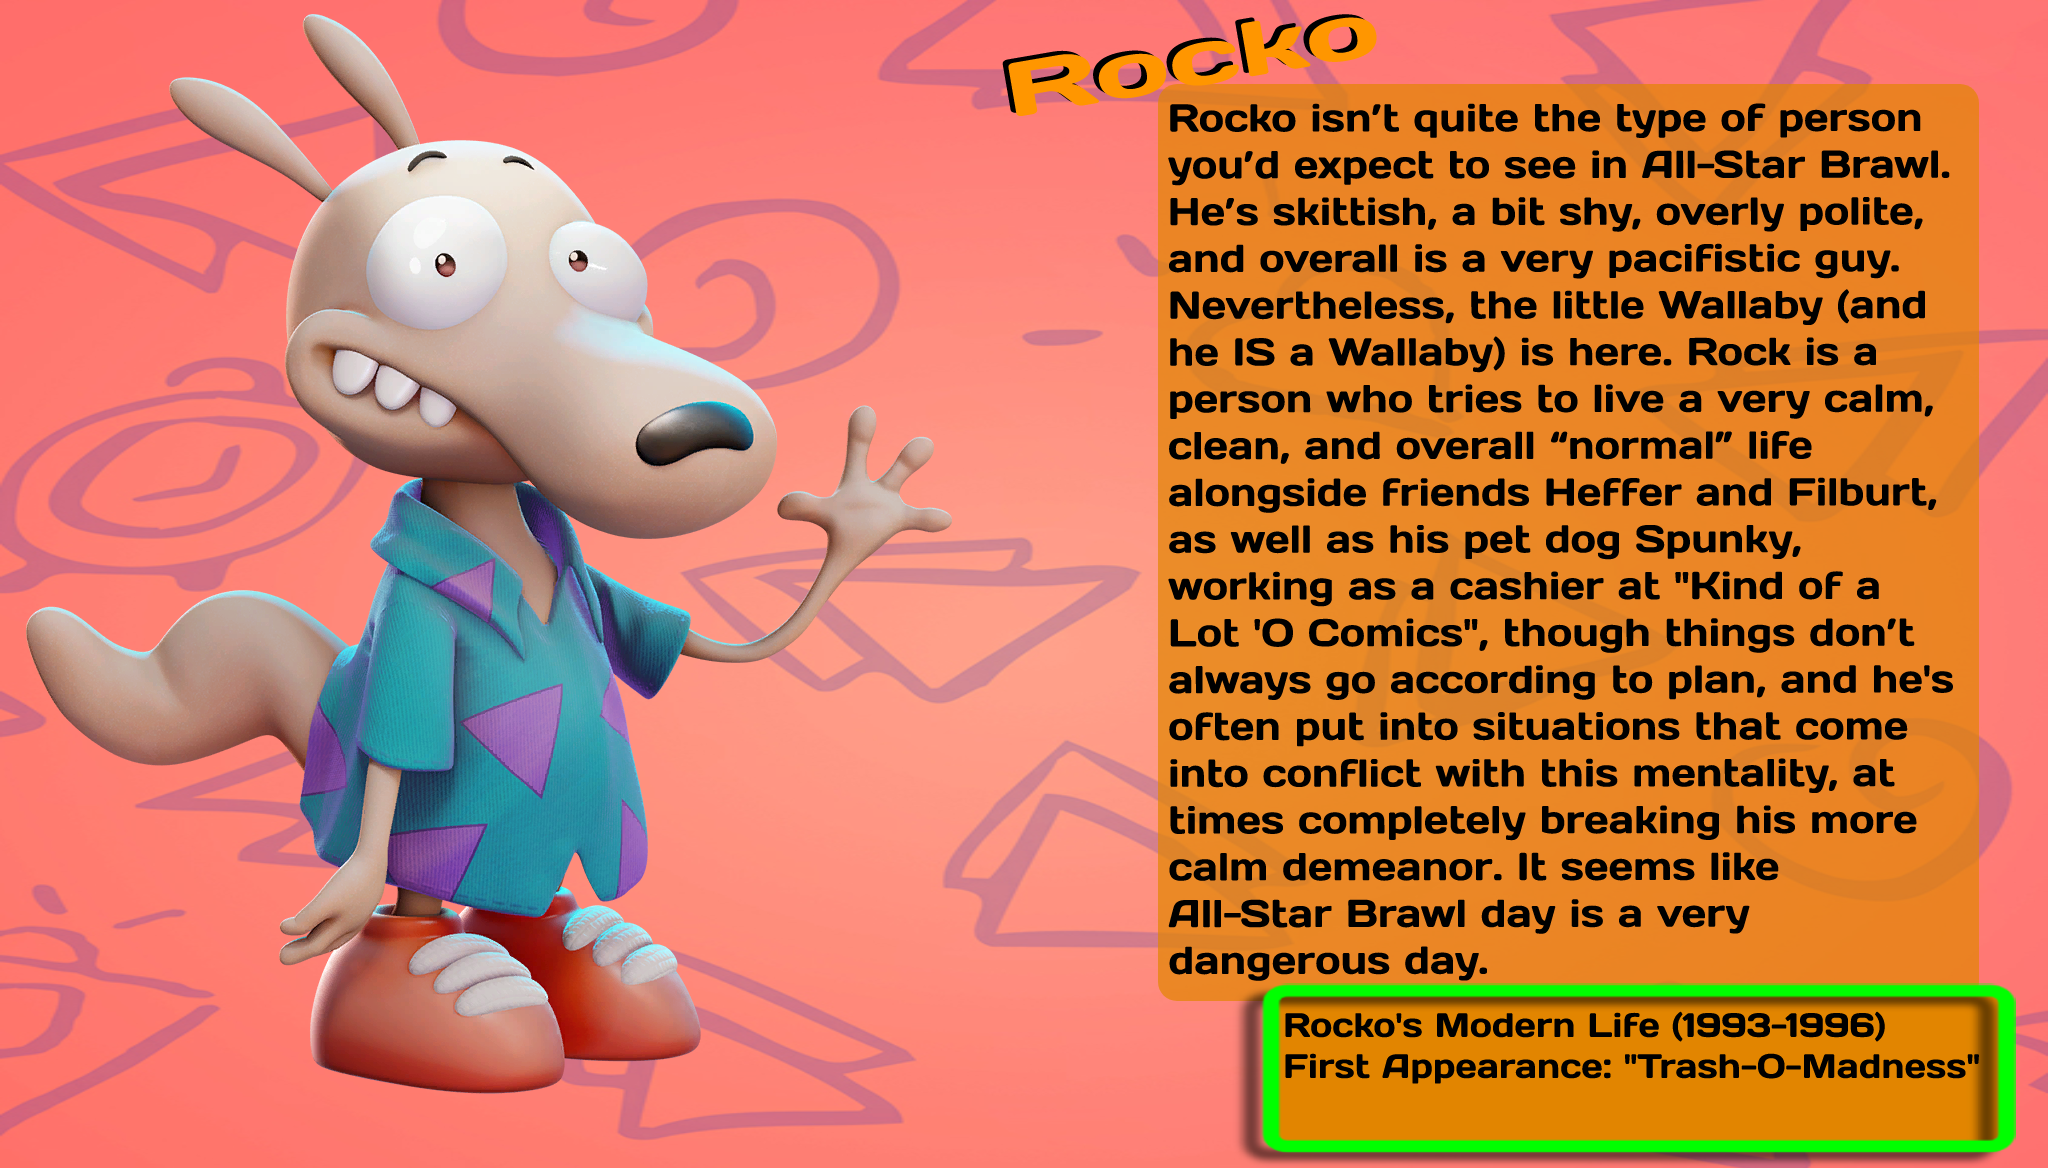 Rocko
Rocko isn’t quite the type of person
you’d expect to see in All-Star Brawl.
He’s skittish, a bit shy, overly polite,
and overall is a very pacifistic guy.
Nevertheless, the little Wallaby (and
he IS a Wallaby) is here. Rock is a
person who tries to live a very calm,
clean, and overall “normal” life
alongside friends Heffer and Filburt,
as well as his pet dog Spunky,
working as a cashier at "Kind of a
Lot 'O Comics", though things don’t
always go according to plan, and he's
often put into situations that come
into conflict with this mentality, at
times completely breaking his more
calm demeanor. It seems like
All-Star Brawl day is a very
dangerous day.
Rocko's Modern Life (1993-1996)
First Appearance: "Trash-O-Madness"